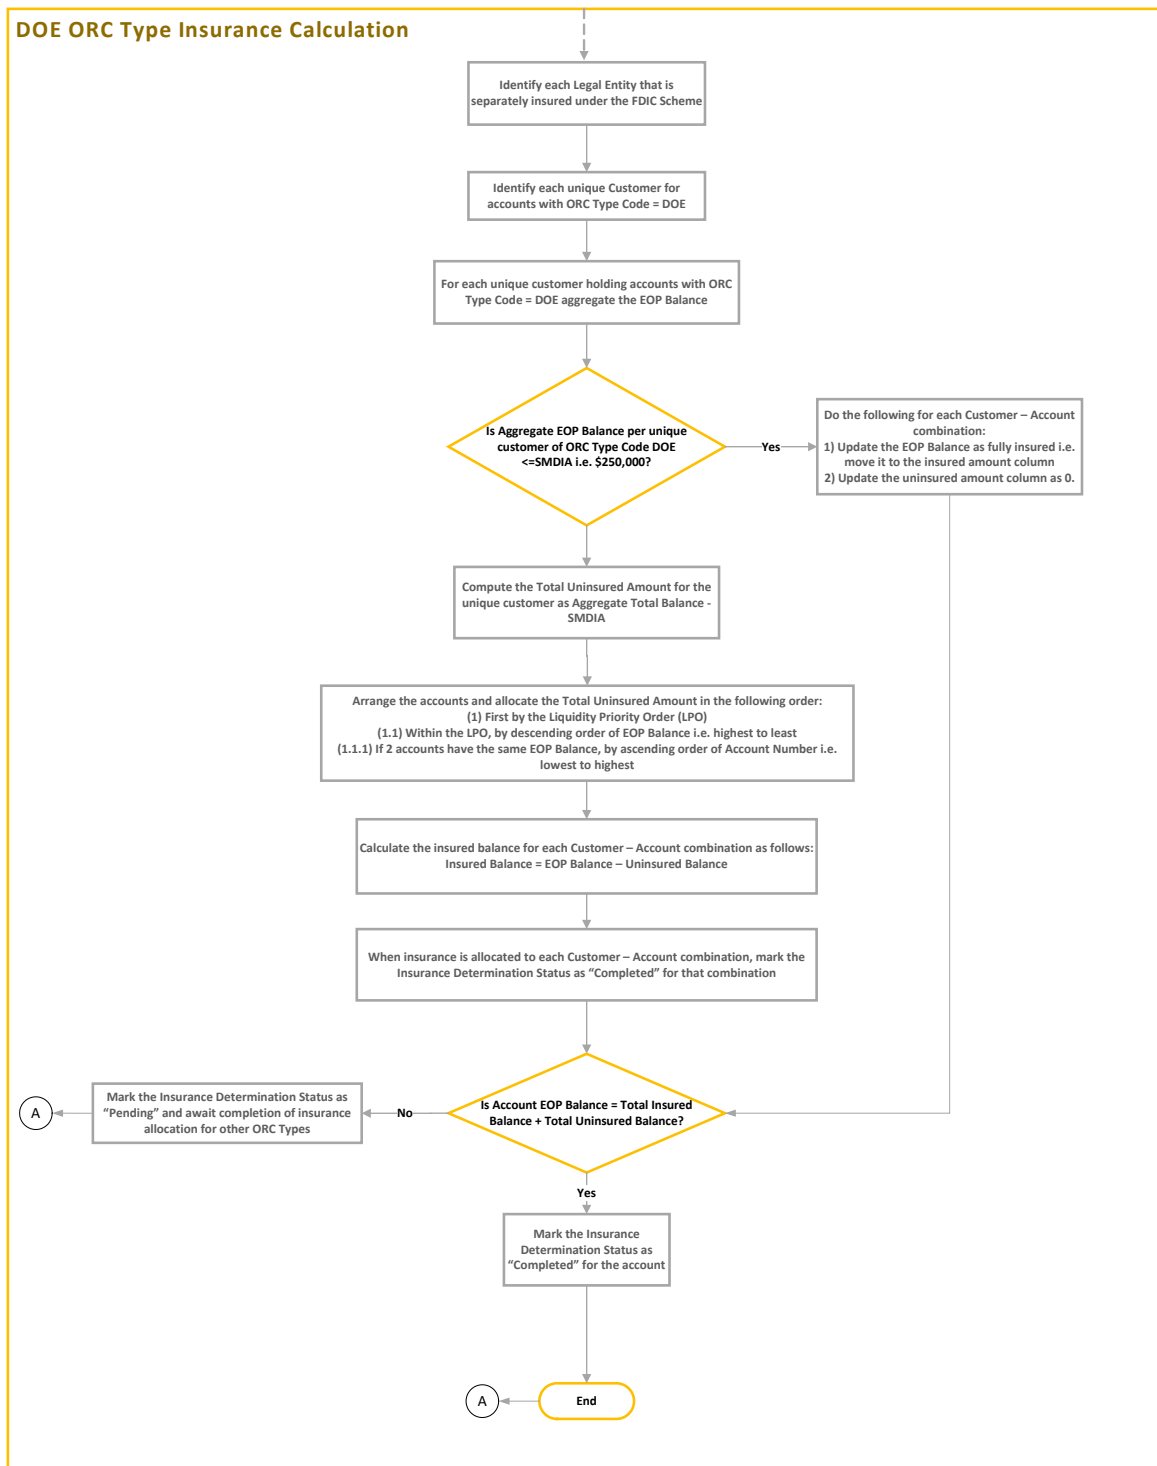 DOE ORC Type Insurance Calculation
Identify each Legal Entity that is
separately insured under the FDIC Scheme
Identify each unique Customer for
accounts with ORC Type Code = DOE
For each unique customer holding accounts with ORC
Type Code = DOE aggregate the EOP Balance
Is Aggregate EOP Balance per unique
customer of ORC Type Code DOE
<=SMDIA i.e. $250,000?
Yes
Do the following for each Customer – Account
combination:
1) Update the EOP Balance as fully insured i.e.
move it to the insured amount column
2) Update the uninsured amount column as 0.
Compute the Total Uninsured Amount for the
unique customer as Aggregate Total Balance -
SMDIA
Arrange the accounts and allocate the Total Uninsured Amount in the following order:
(1) First by the Liquidity Priority Order (LPO)
(1.1) Within the LPO, by descending order of EOP Balance i.e. highest to least
(1.1.1) If 2 accounts have the same EOP Balance, by ascending order of Account Number i.e.
lowest to highest
Calculate the insured balance for each Customer – Account combination as follows:
Insured Balance = EOP Balance – Uninsured Balance
When insurance is allocated to each Customer – Account combination, mark the
Insurance Determination Status as “Completed” for that combination
Is Account EOP Balance = Total Insured
Balance + Total Uninsured Balance?
No
Mark the Insurance Determination Status as
“Pending” and await completion of insurance
allocation for other ORC Types
A
Yes
Mark the Insurance
Determination Status as
“Completed” for the account
End
A